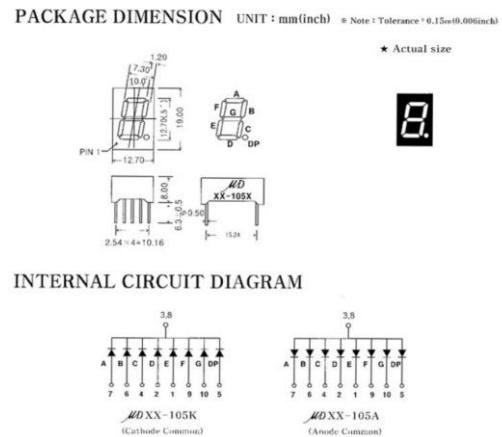 PACKAGE DIMENSION UNIT : mm(inch) ※ Note : Tolerance ± 0.15mm(0.006inch)
★ Actual size
1.20
7.30
10.0
12.70(.5")
19.00
PIN 1
12.70
A
F G B
E C
D DP
8.00
6.3±0.5
2.54×4=10.16
μD
XX-105X
φ0.50
15.24
INTERNAL CIRCUIT DIAGRAM
3,8
A B C D E F G DP
7 6 4 2 1 9 10 5
μD XX-105K
(Cathode Common)
3,8
A B C D E F G DP
7 6 4 2 1 9 10 5
μD XX-105A
(Anode Common)